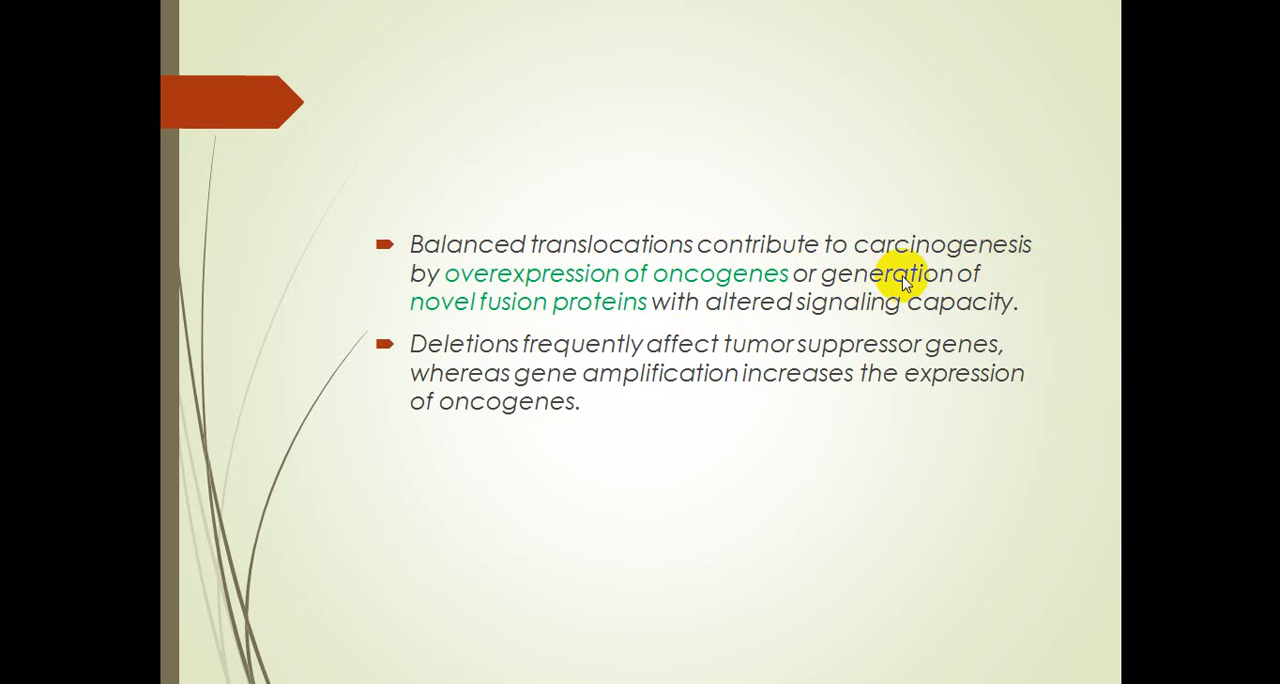 Balanced translocations contribute to carcinogenesis
by overexpression of oncogenes or generation of
novel fusion proteins with altered signaling capacity.
Deletions frequently affect tumor suppressor genes,
whereas gene amplification increases the expression
of oncogenes.